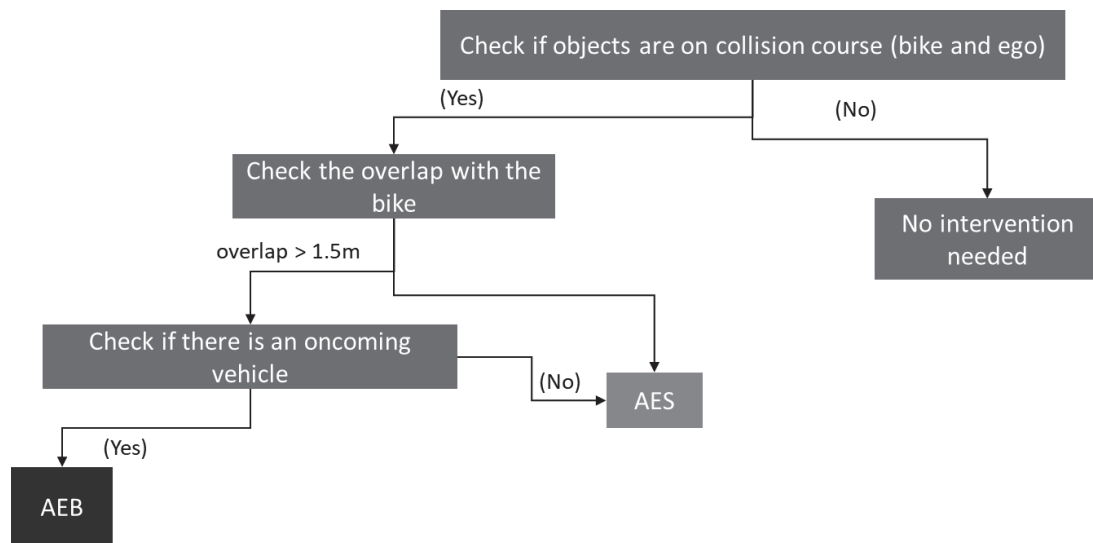 Check if objects are on collision course (bike and ego)
(Yes)
(No)
Check the overlap with the
bike
No intervention
needed
overlap > 1.5m
Check if there is an oncoming
vehicle
(No)
AES
(Yes)
AEB